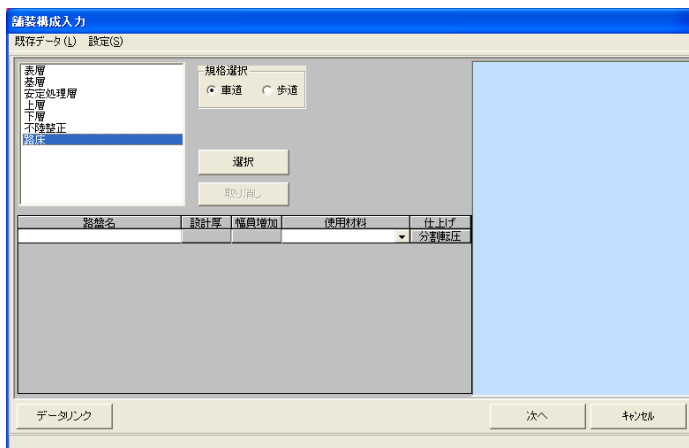 舗装構成入力
既存データ(L) 設定(S)
表層
基層
安定処理層
上層
下層
不陸整正
路床
規格選択
車道 歩道
選択
取り消し
路盤名 設計厚 幅員増加 使用材料 仕上げ
分割転圧
データリンク 次へ キャンセル